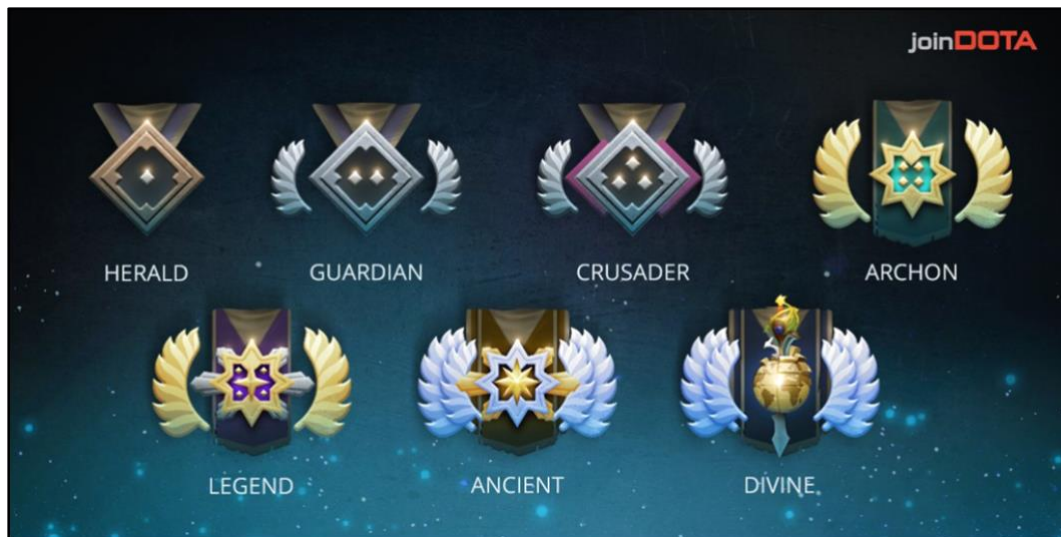 joinDOTA
HERALD
GUARDIAN
CRUSADER
ARCHON
LEGEND
ANCIENT
DIVINE